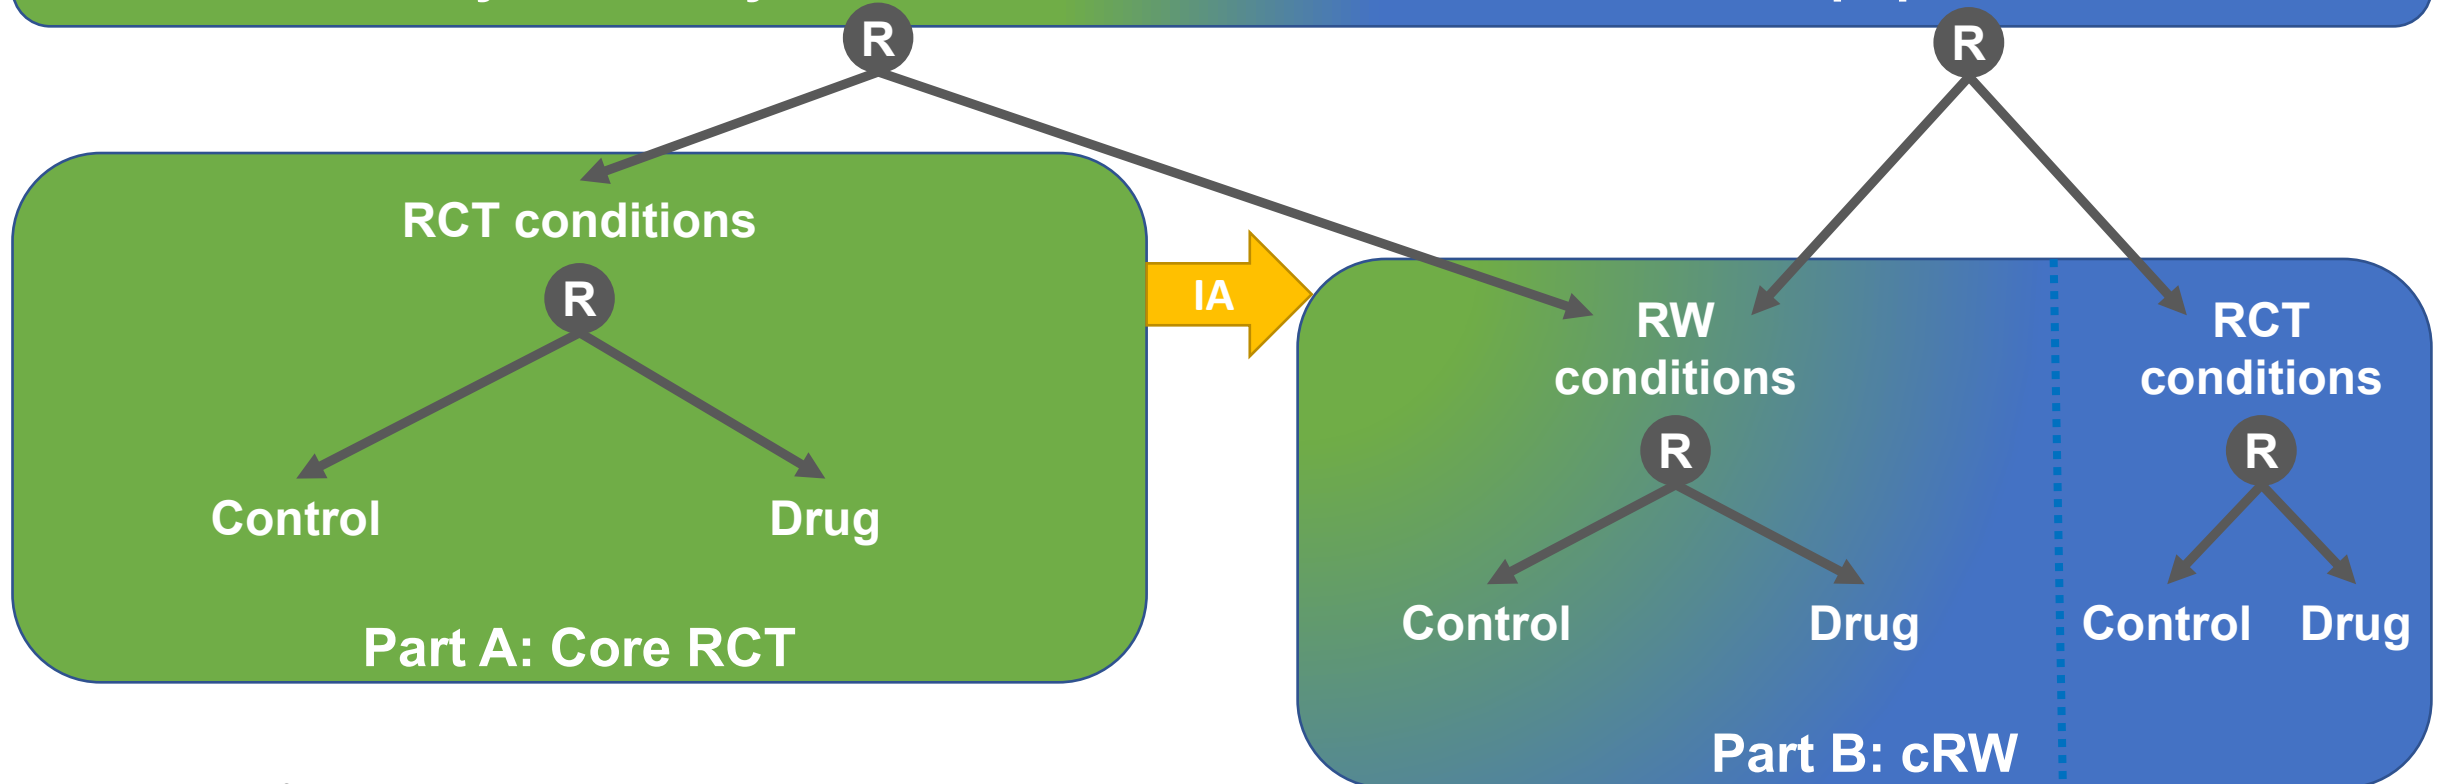 R
R
RCT conditions
R
Control
Drug
Part A: Core RCT
IA
RW
conditions
R
Control
Drug
RCT
conditions
R
Control
Drug
Part B: cRW